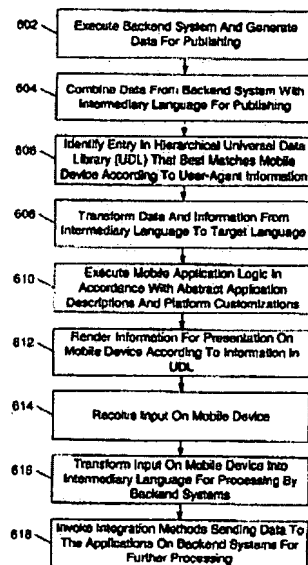 602
Execute Backend System And Generate
Data For Publishing
604
Combine Data From Backend System With
Intermediary Language For Publishing
606
Identify Entry In Hierarchical Universal Data
Library (UDL) That Best Matches Mobile
Device According To User-Agent Information
608
Transform Data And Information From
Intermediary Language To Target Language
610
Execute Mobile Application Logic In
Accordance With Abstract Application
Descriptions And Platform Customizations
612
Render Information For Presentation On
Mobile Device According To Information In
UDL
614
Receive Input On Mobile Device
616
Transform Input On Mobile Device Into
Intermediary Language For Processing By
Backend Systems
618
Invoke Integration Methods Sending Data To
The Applications On Backend Systems For
Further Processing